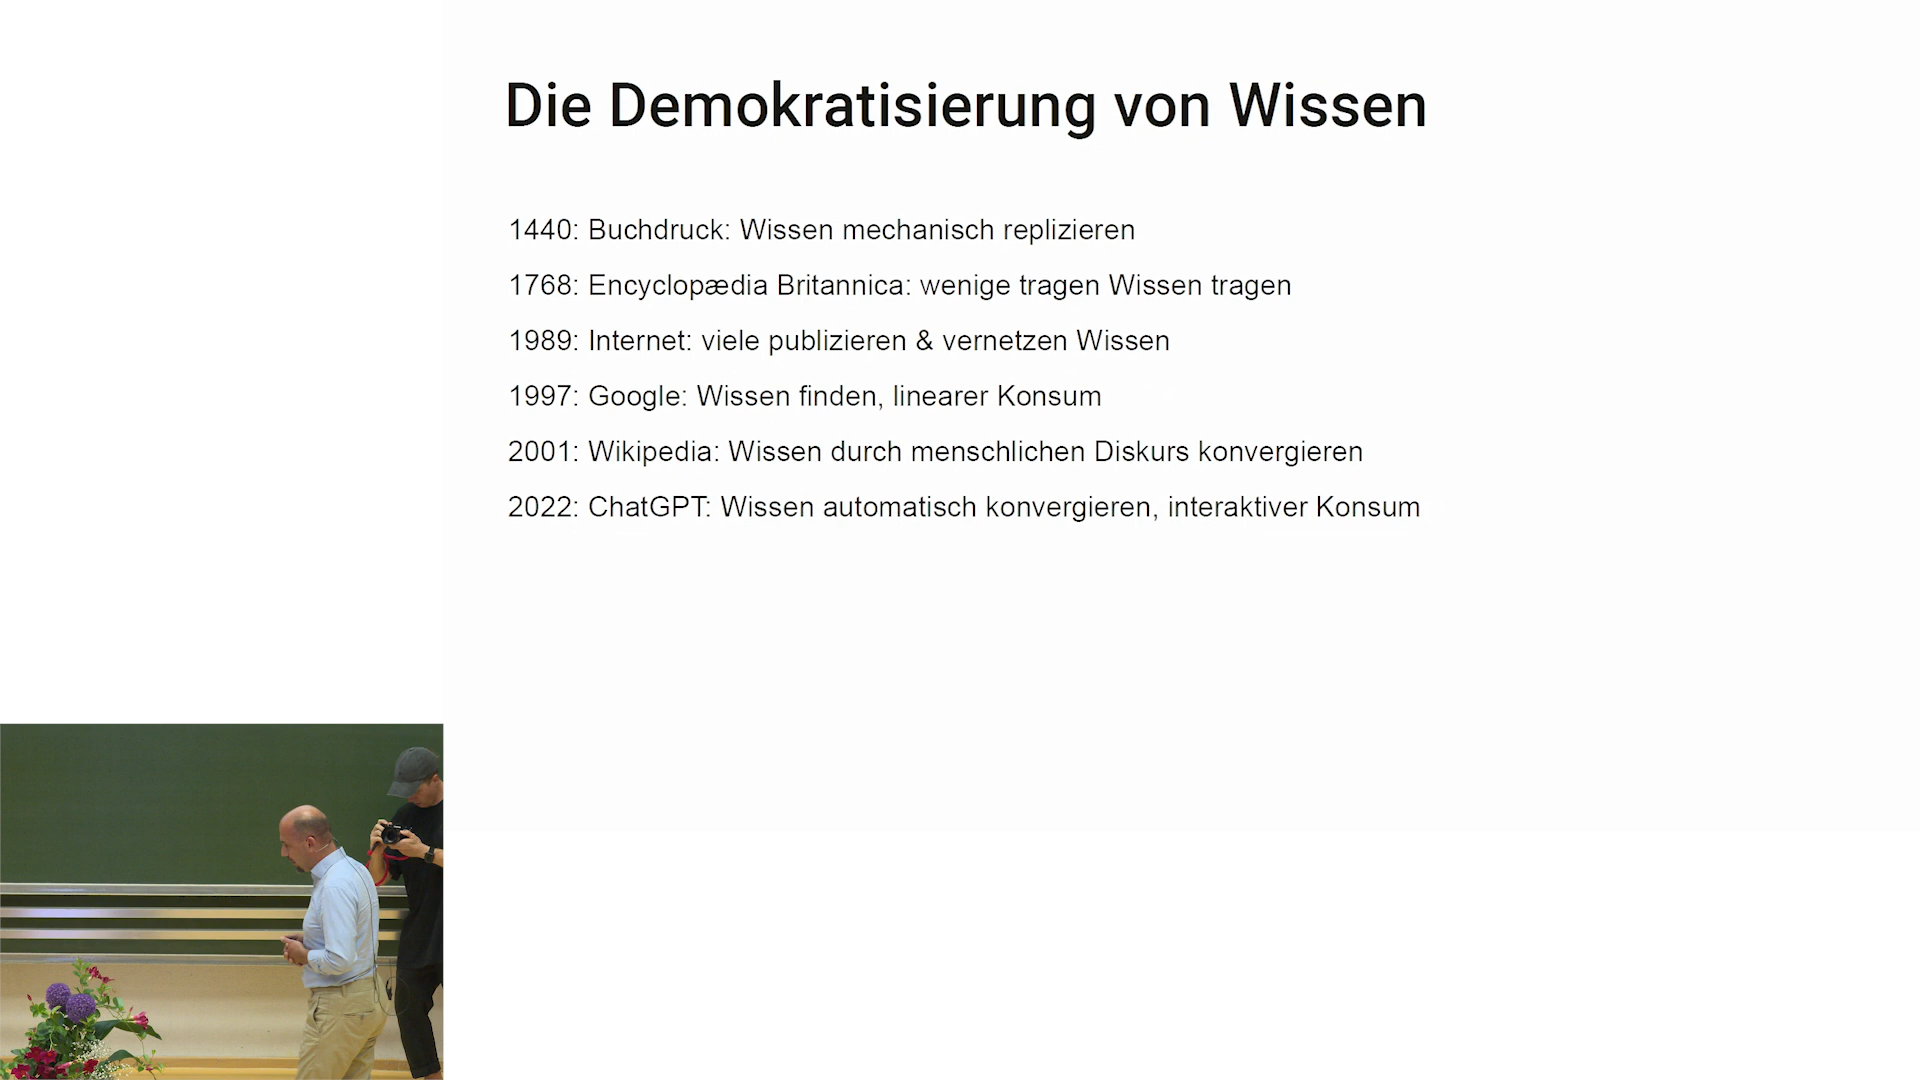 Die Demokratisierung von Wissen
1440: Buchdruck: Wissen mechanisch replizieren
1768: Encyclopædia Britannica: wenige tragen Wissen tragen
1989: Internet: viele publizieren & vernetzen Wissen
1997: Google: Wissen finden, linearer Konsum
2001: Wikipedia: Wissen durch menschlichen Diskurs konvergieren
2022: ChatGPT: Wissen automatisch konvergieren, interaktiver Konsum